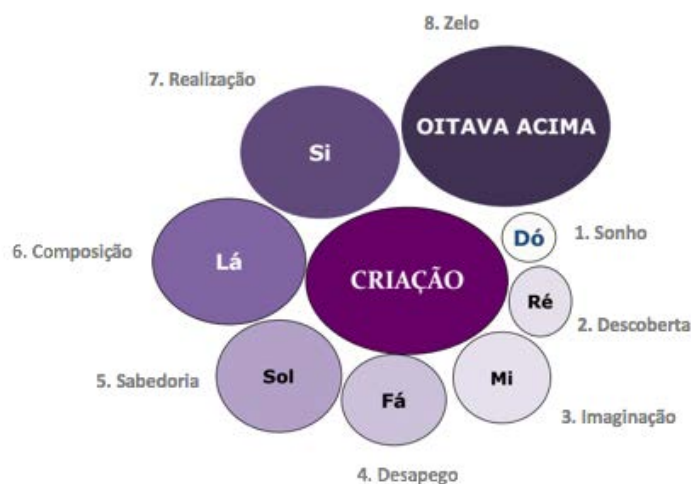 8. Zelo
7. Realização
OITAVA ACIMA
Si
Dó
1. Sonho
6. Composição
Lá
CRIAÇÃO
Ré
2. Descoberta
5. Sabedoria
Sol
Mi
Fá
3. Imaginação
4. Desapego